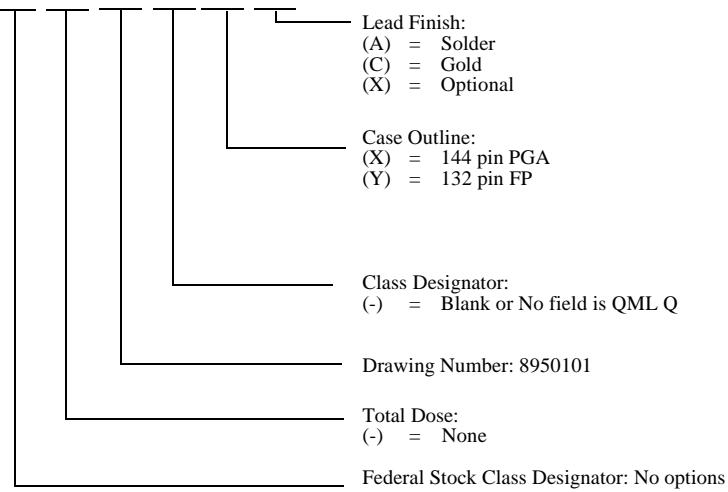 Lead Finish:
(A) = Solder
(C) = Gold
(X) = Optional
Case Outline:
(X) = 144 pin PGA
(Y) = 132 pin FP
Class Designator:
(-) = Blank or No field is QML Q
Drawing Number: 8950101
Total Dose:
(-) = None
Federal Stock Class Designator: No options